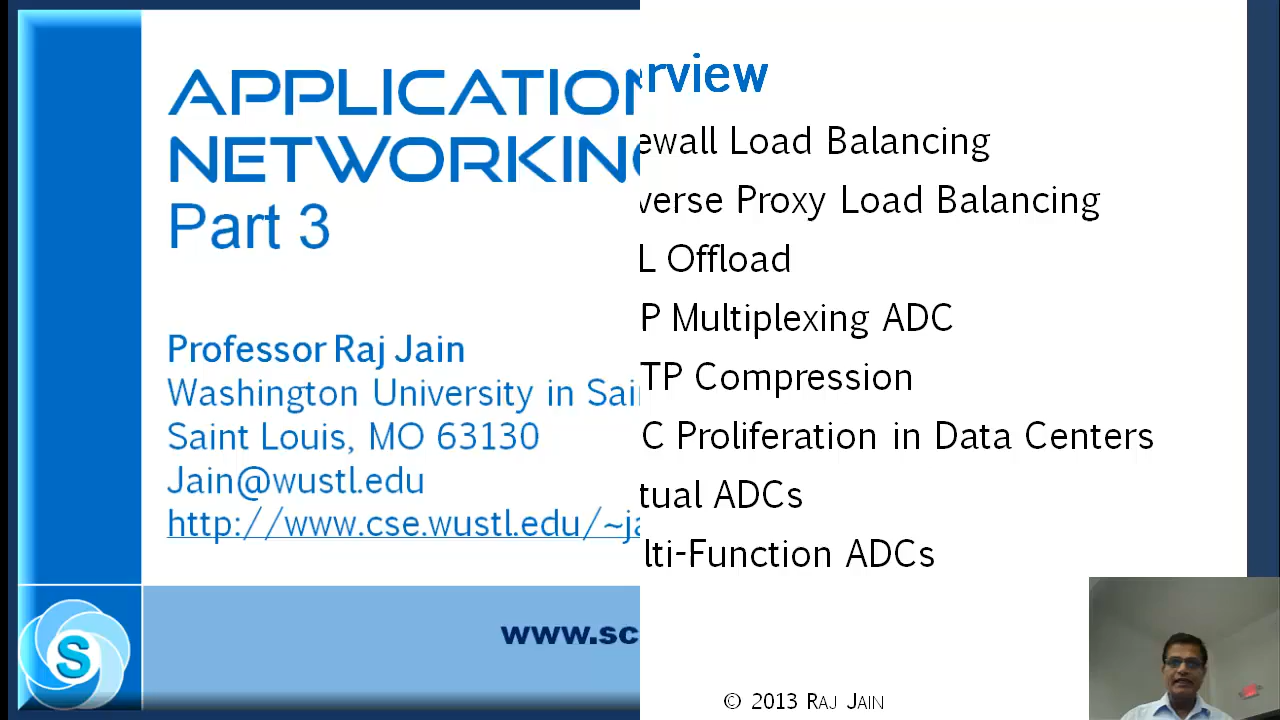 APPLICATION
NETWORKING
Part 3
Professor Raj Jain
Washington University in Sai
Saint Louis, MO 63130
Jain@wustl.edu
http://www.cse.wustl.edu/~ja
S
www.sc
rview
ewall Load Balancing
verse Proxy Load Balancing
L Offload
P Multiplexing ADC
TP Compression
C Proliferation in Data Centers
tual ADCs
lti-Function ADCs
© 2013 RAJ JAIN